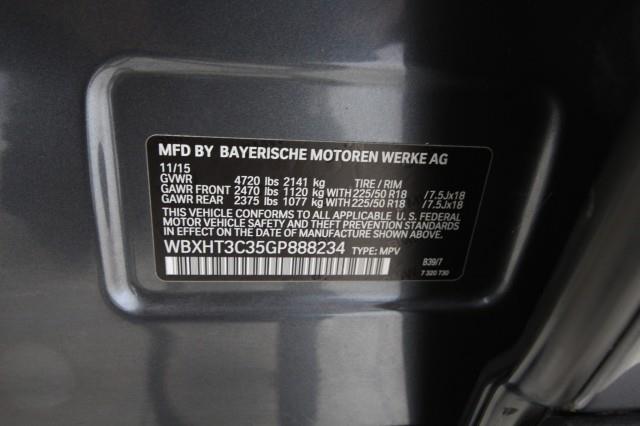 MFD BY BAYERISCHE MOTOREN WERKE AG
11/15
GVWR 4720 lbs 2141 kg TIRE / RIM
GAWR FRONT 2470 lbs 1120 kg WITH 225/50 R18 /7.5Jx18
GAWR REAR 2375 lbs 1077 kg WITH 225/50 R18 /7.5Jx18
THIS VEHICLE CONFORMS TO ALL APPLICABLE U.S. FEDERAL
MOTOR VEHICLE SAFETY AND THEFT PREVENTION STANDARDS
IN EFFECT ON THE DATE OF MANUFACTURE SHOWN ABOVE.
WBXHT3C35GP888234 TYPE: MPV
B39/7
7 320 730